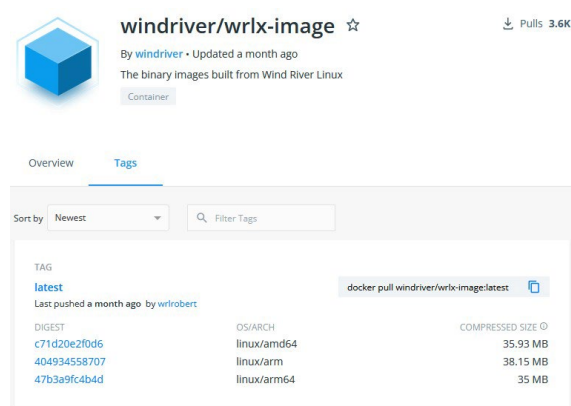 windriver/wrlx-image
Pulls 3.6K
By windriver • Updated a month ago
The binary images built from Wind River Linux
Container
Overview Tags
Sort by Newest Filter Tags
TAG
latest docker pull windriver/wrlx-image:latest
Last pushed a month ago by wrlrobert
DIGEST OS/ARCH COMPRESSED SIZE
c71d20e2f0d6 linux/amd64 35.93 MB
404934558707 linux/arm 38.15 MB
47b3a9fc4b4d linux/arm64 35 MB